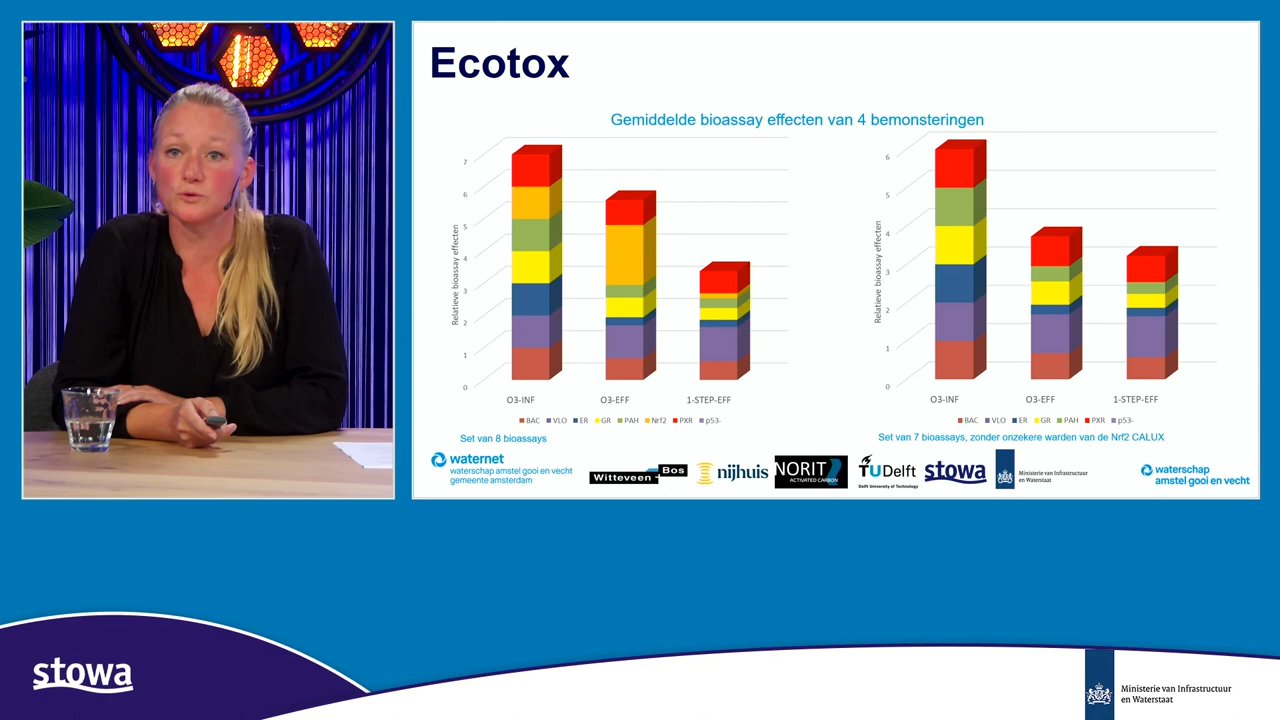 Ecotox
Gemiddelde bioassay effecten van 4 bemonsteringen
Relatieve bioassay effecten
7
6
5
4
3
2
1
0
O3-INF O3-EFF 1-STEP-EFF
BAC VLO ER GR PAH Nrf2 PXR p53-
Set van 8 bioassays
Relatieve bioassay effecten
6
5
4
3
2
1
0
O3-INF O3-EFF 1-STEP-EFF
BAC VLO ER GR PAH PXR p53-
Set van 7 bioassays, zonder onzekere warden van de Nrf2 CALUX
waternet
waterschap amstel gooi en vecht
gemeente amsterdam
Witteveen + Bos
nijhuis
NORIT
ACTIVATED CARBON
TU Delft
Delft University of Technology
stowa
Ministerie van Infrastructuur
en Waterstaat
waterschap
amstel gooi en vecht
stowa
Ministerie van Infrastructuur
en Waterstaat